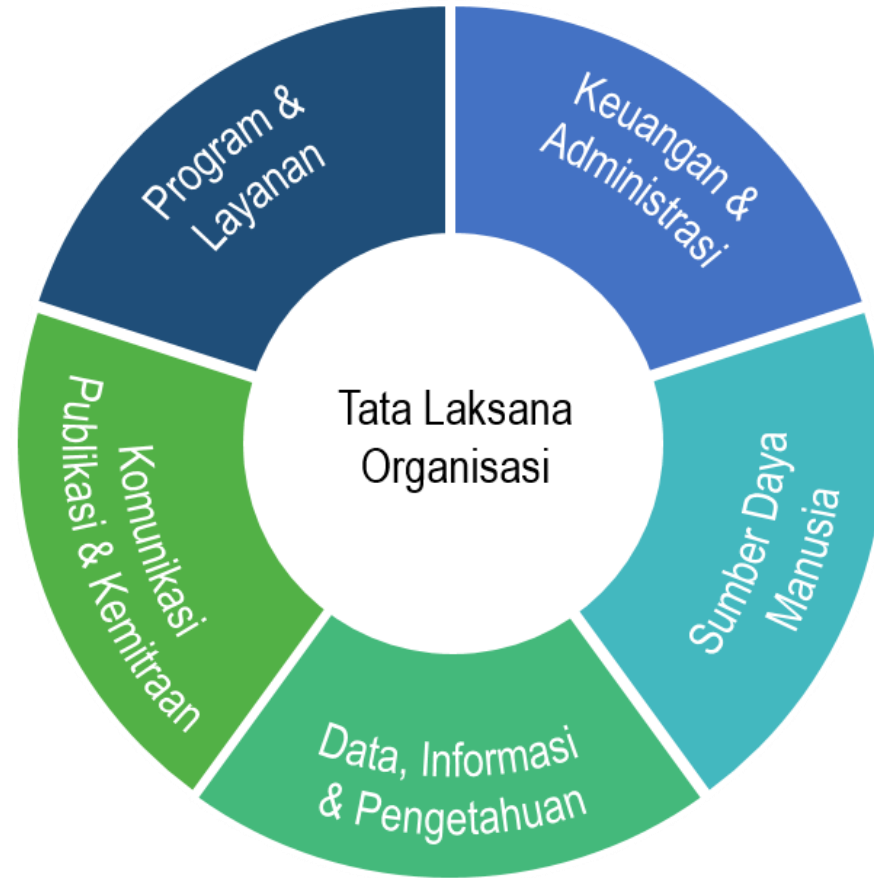 Program &
Layanan
Keuangan &
Administrasi
Tata Laksana
Organisasi
Sumber Daya
Manusia
Data, Informasi
& Pengetahuan
Komunikasi
Publikasi & Kemitraan